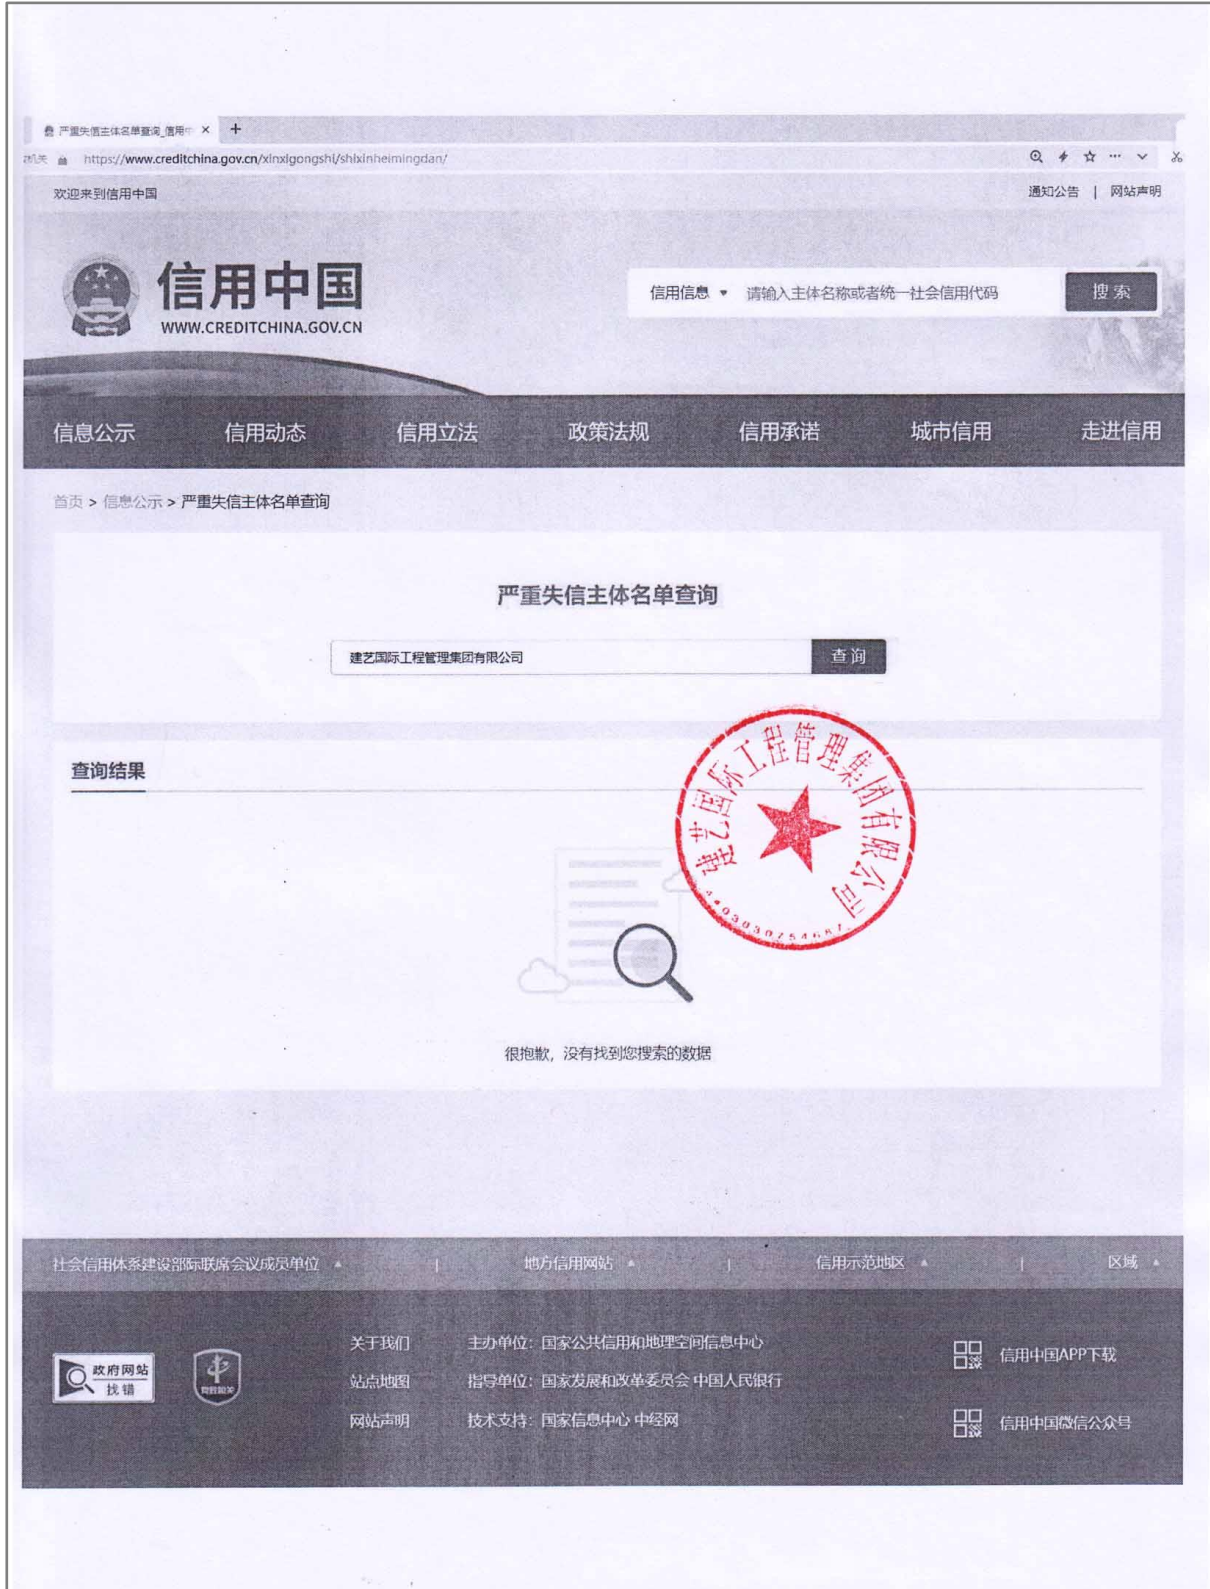 严重失信主体名单查询_信用中 × +
https://www.creditchina.gov.cn/xinxigongshi/shixinheimingdan/
欢迎来到信用中国 通知公告 | 网站声明
信用中国
WWW.CREDITCHINA.GOV.CN
信用信息 请输入主体名称或者统一社会信用代码 搜索
信息公示 信用动态 信用立法 政策法规 信用承诺 城市信用 走进信用
首页 > 信息公示 > 严重失信主体名单查询
严重失信主体名单查询
建艺国际工程管理集团有限公司 查询
查询结果
建艺国际工程管理集团有限公司
很抱歉，没有找到您搜索的数据
社会信用体系建设部际联席会议成员单位 | 地方信用网站 | 信用示范地区 | 区域
关于我们 主办单位：国家公共信用和地理空间信息中心
政府网站 找错 党政机关 站点地图 指导单位：国家发展和改革委员会 中国人民银行
网站声明 技术支持：国家信息中心 中经网
信用中国APP下载
信用中国微信公众号